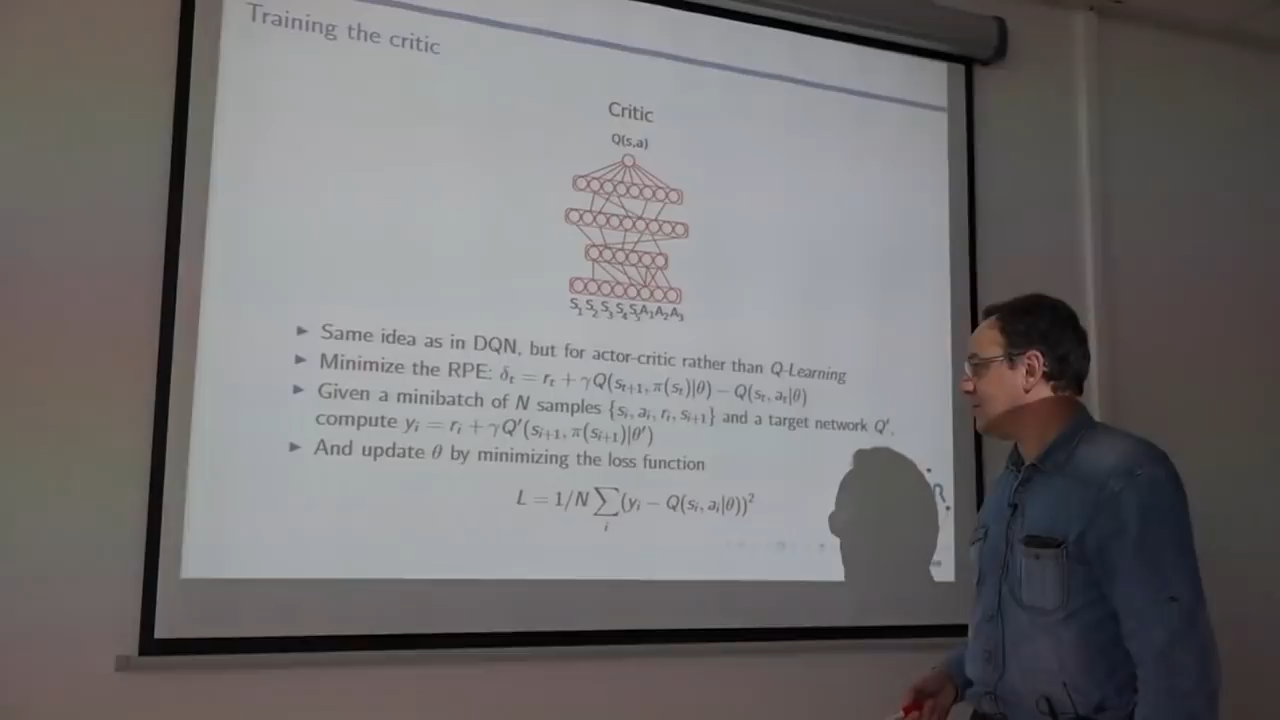 Training the critic
Critic
Q(s,a)
S₁ S₂ S₃ S₄ S₅ A₁ A₂ A₃
► Same idea as in DQN, but for actor-critic rather than Q-Learning
► Minimize the RPE: δₜ = rₜ + γQ(sₜ₊₁, π(sₜ)|θ) − Q(sₜ, aₜ|θ)
► Given a minibatch of N samples {sᵢ, aᵢ, rᵢ, sᵢ₊₁} and a target network Q′,
compute yᵢ = rᵢ + γQ′(sᵢ₊₁, π(sᵢ₊₁)|θ′)
► And update θ by minimizing the loss function
L = 1/N ∑ᵢ (yᵢ − Q(sᵢ, aᵢ|θ))²